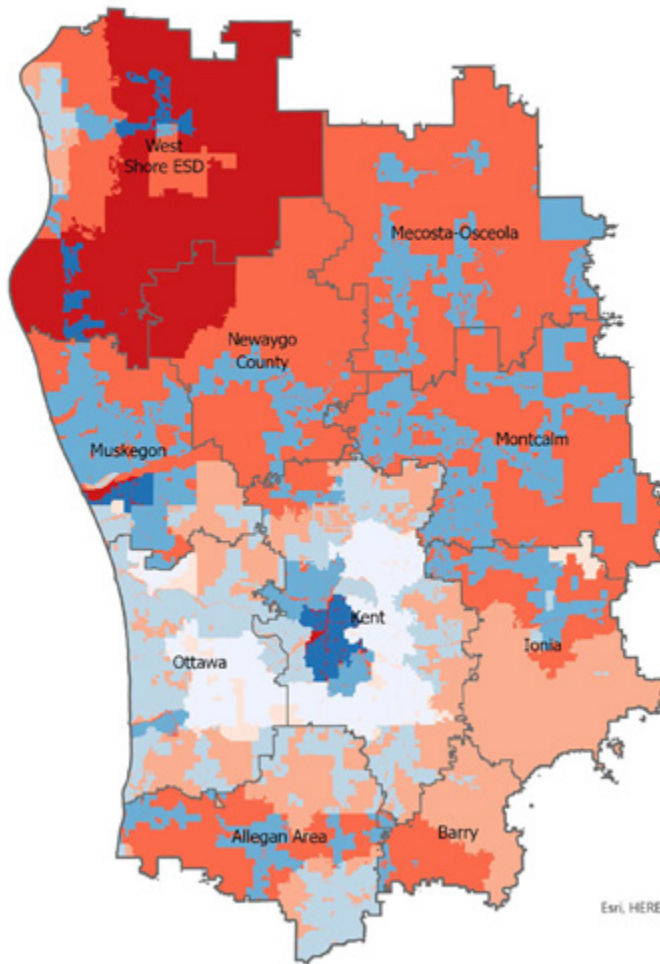 West
Shore ESD
Mecosta-Osceola
Newaygo
County
Muskegon
Montcalm
Kent
Ottawa
Ionia
Allegan Area
Barry
Esri, HERE